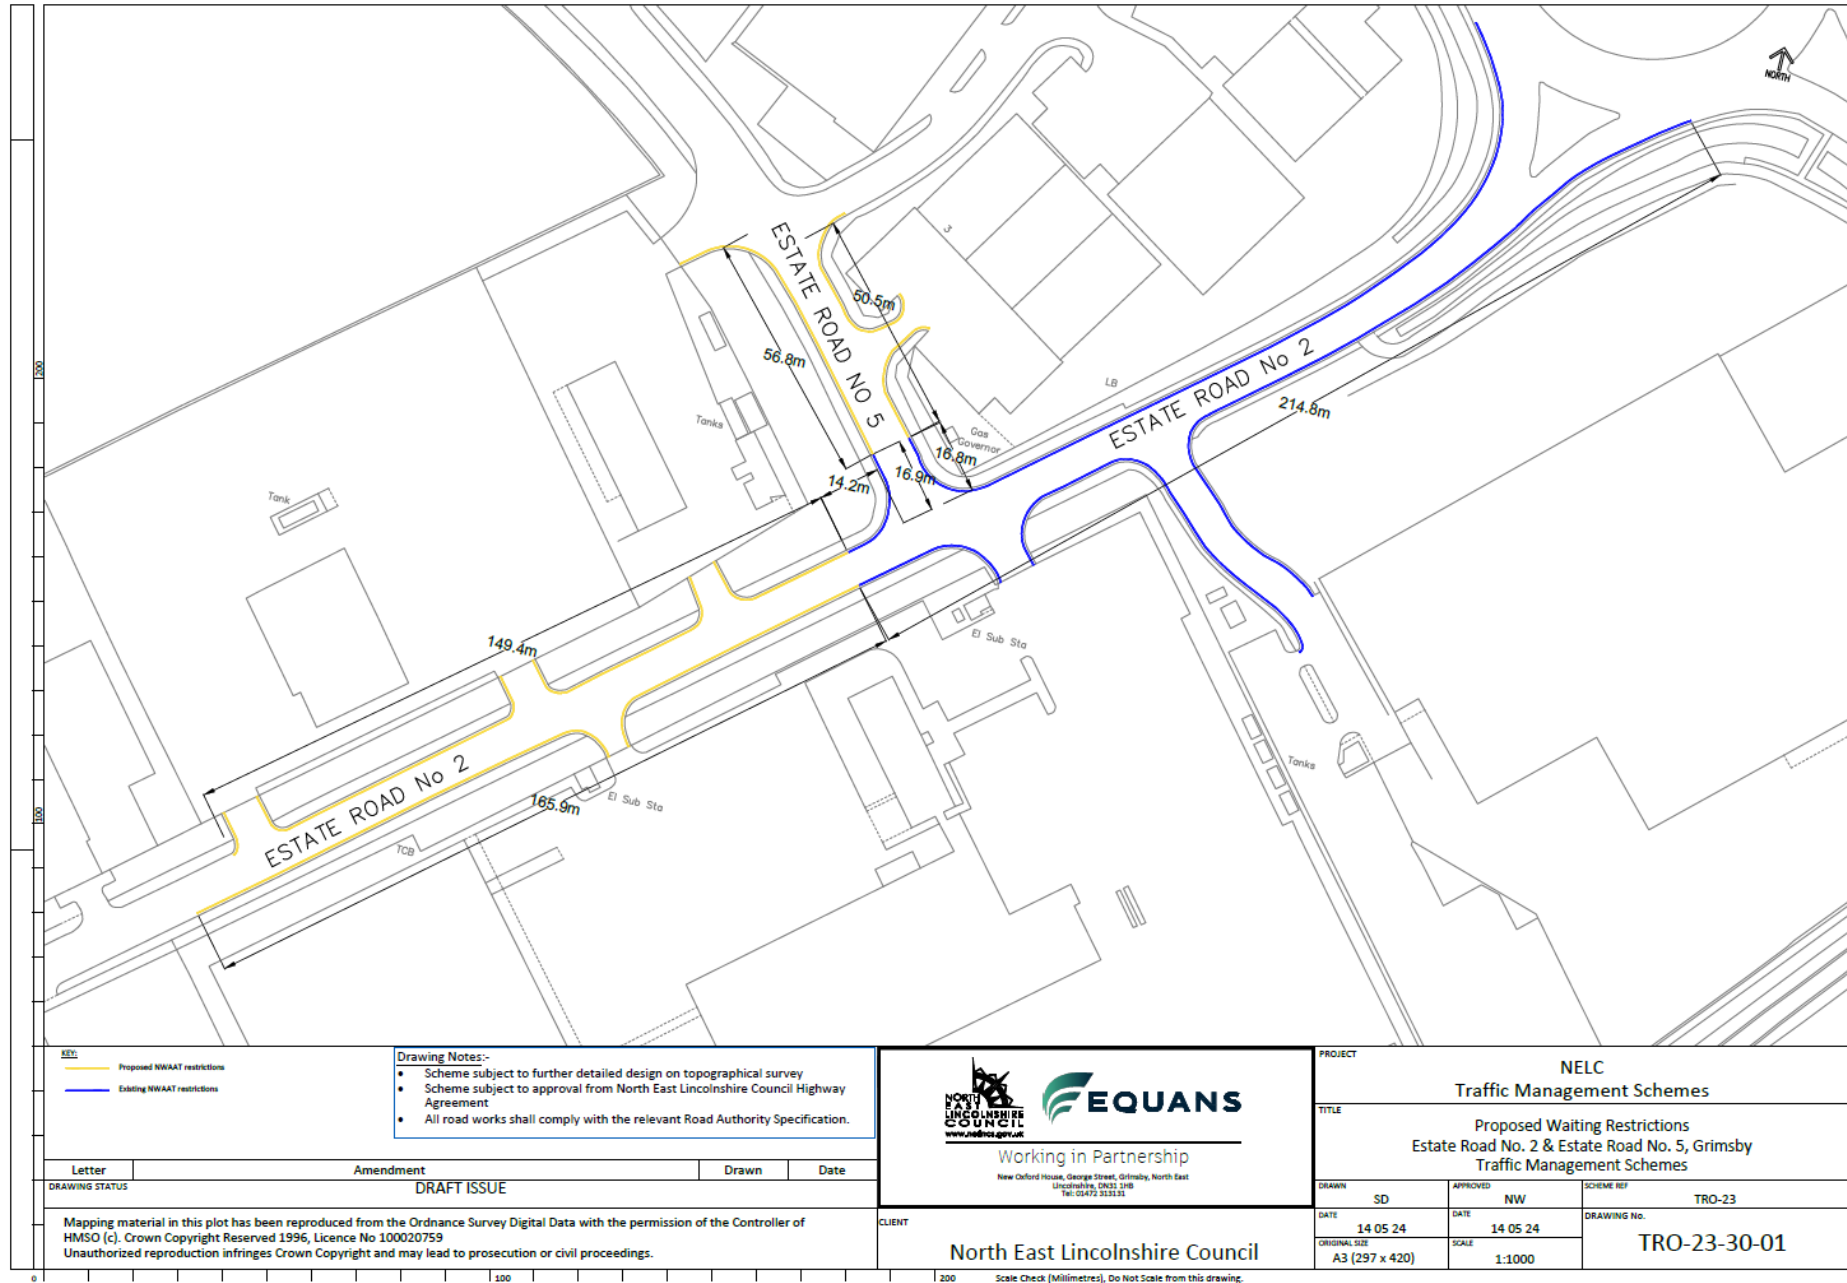 NORTH
ESTATE ROAD NO 5
3
50.5m
56.8m
ESTATE ROAD No 2
LB
214.8m
Tanks
Gas
Governor
16.8m
16.9m
14.2m
Tank
149.4m
El Sub Sta
ESTATE ROAD No 2
165.9m
El Sub Sta
TCB
Tanks
200
100
KEY:
Proposed NWAAT restrictions
Existing NWAAT restrictions
Drawing Notes:-
• Scheme subject to further detailed design on topographical survey
• Scheme subject to approval from North East Lincolnshire Council Highway
Agreement
• All road works shall comply with the relevant Road Authority Specification.
Letter Amendment Drawn Date
DRAWING STATUS
DRAFT ISSUE
Mapping material in this plot has been reproduced from the Ordnance Survey Digital Data with the permission of the Controller of
HMSO (c). Crown Copyright Reserved 1996, Licence No 100020759
Unauthorized reproduction infringes Crown Copyright and may lead to prosecution or civil proceedings.
NORTH
EAST
LINCOLNSHIRE
COUNCIL
www.nelincs.gov.uk
EQUANS
Working in Partnership
New Oxford House, George Street, Grimsby, North East
Lincolnshire, DN31 1HB
Tel: 01472 313131
CLIENT
North East Lincolnshire Council
PROJECT
NELC
Traffic Management Schemes
TITLE
Proposed Waiting Restrictions
Estate Road No. 2 & Estate Road No. 5, Grimsby
Traffic Management Schemes
DRAWN
SD
APPROVED
NW
SCHEME REF
TRO-23
DATE
14 05 24
DATE
14 05 24
DRAWING No.
TRO-23-30-01
ORIGINAL SIZE
A3 (297 x 420)
SCALE
1:1000
0
100
200
Scale Check (Millimetres), Do Not Scale from this drawing.